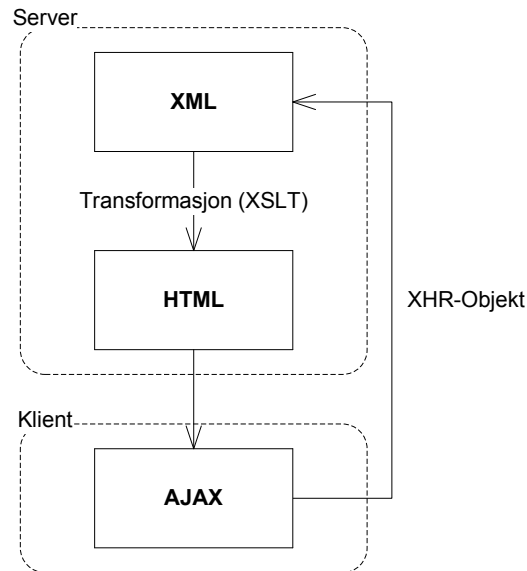 Server
XML
Transformasjon (XSLT)
HTML
XHR-Objekt
Klient
AJAX